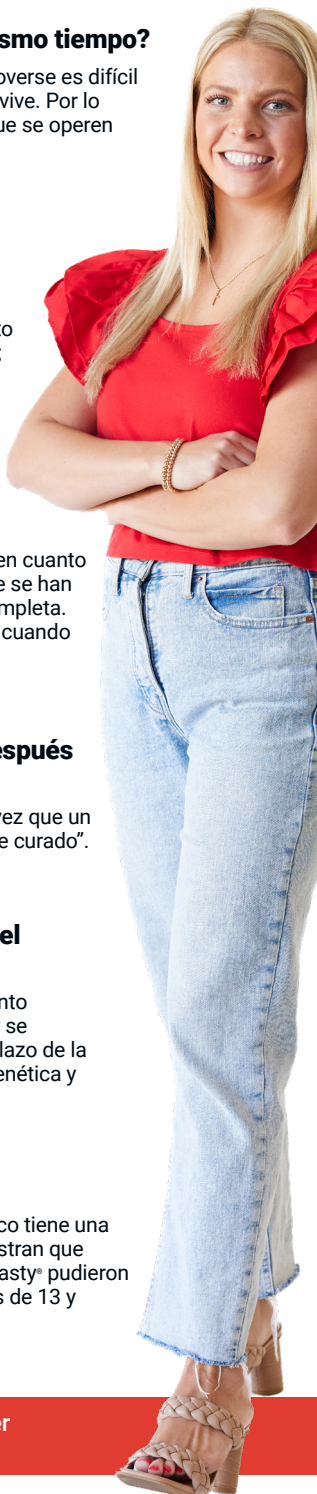 smo tiempo?
overse es difícil
vive. Por lo
ue se operen
to
;
en cuanto
e se han
mpleta.
cuando
espués
vez que un
e curado”.
el
nto
se
lazo de la
enética y
co tiene una
stran que
asty® pudieron
s de 13 y
er